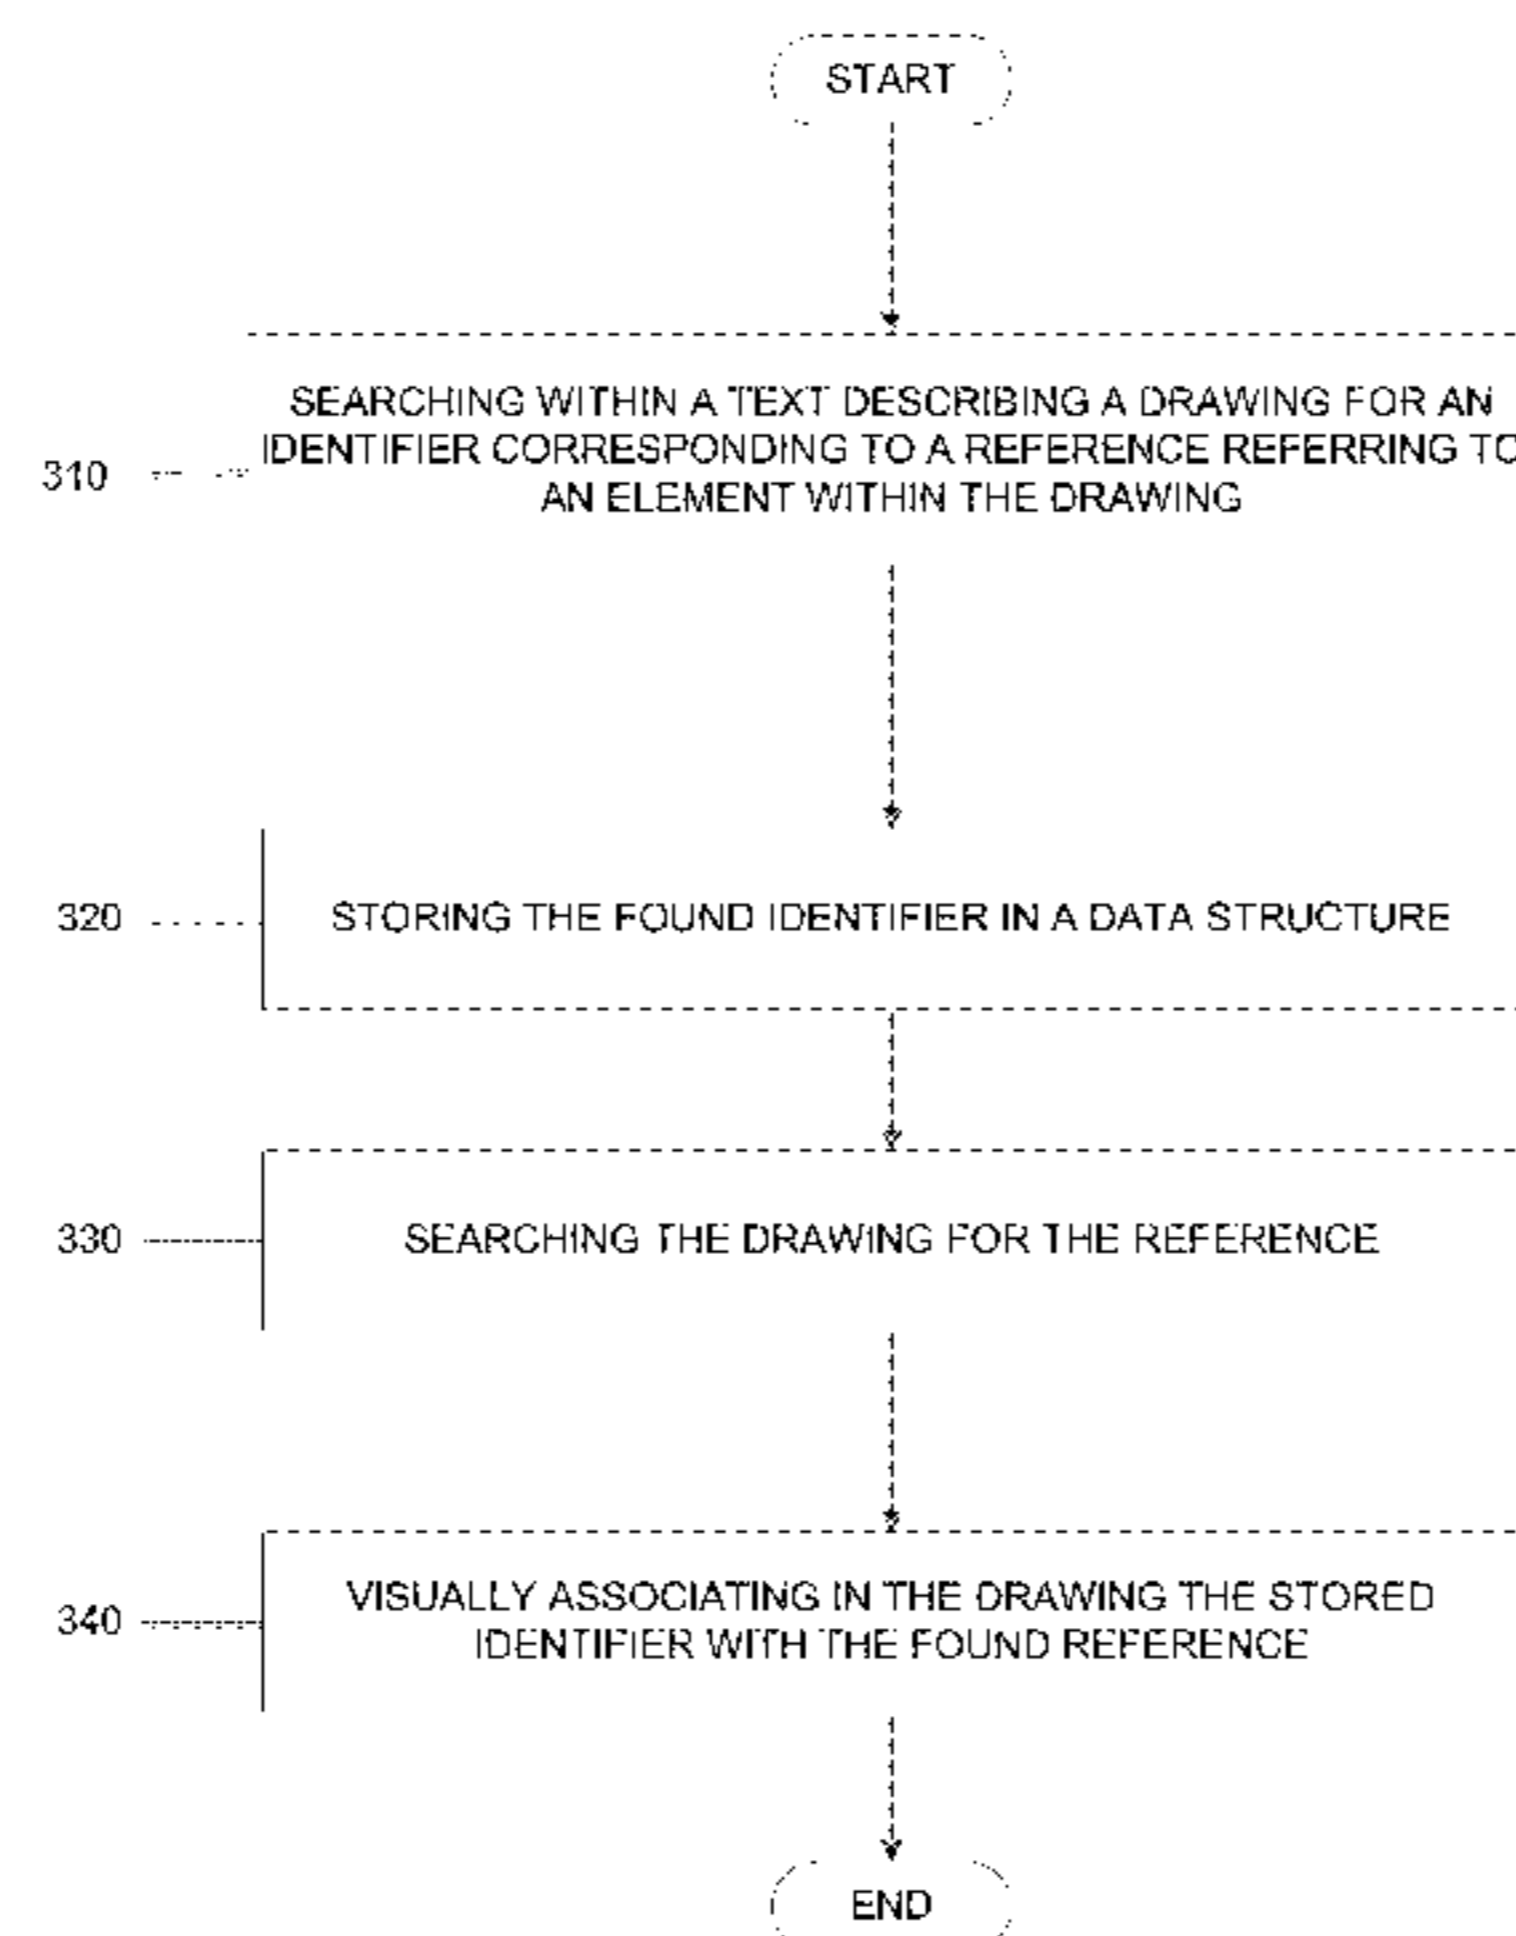 START
SEARCHING WITHIN A TEXT DESCRIBING A DRAWING FOR AN
310
IDENTIFIER CORRESPONDING TO A REFERENCE REFERRING TO
AN ELEMENT WITHIN THE DRAWING
320
STORING THE FOUND IDENTIFIER IN A DATA STRUCTURE
330
SEARCHING THE DRAWING FOR THE REFERENCE
340
VISUALLY ASSOCIATING IN THE DRAWING THE STORED
IDENTIFIER WITH THE FOUND REFERENCE
END